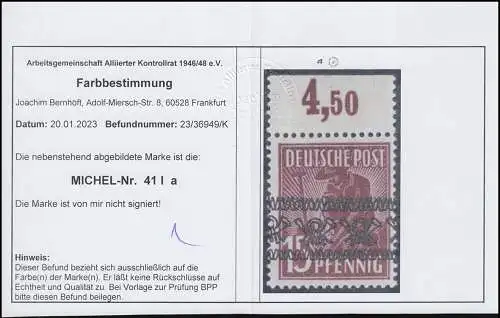 Arbeitsgemeinschaft Alliierter Kontrollrat 1946/48 e.V.
Farbbestimmung
Joachim Bernhöft, Adolf-Miersch-Str. 8, 60528 Frankfurt
Datum: 20.01.2023 Befundnummer: 23/36949/K
Die nebenstehend abgebildete Marke ist die:
MICHEL-Nr. 41 I a
Die Marke ist von mir nicht signiert!
Hinweis:
Dieser Befund bezieht sich ausschließlich auf die
Farbe(n) der Marke(n). Er läßt keine Rückschlüsse auf
Echtheit und Qualität zu. Bei Vorlage zur Prüfung BPP
bitte diesen Befund beilegen.
4
4,50
DEUTSCHE POST
15 PFENNIG